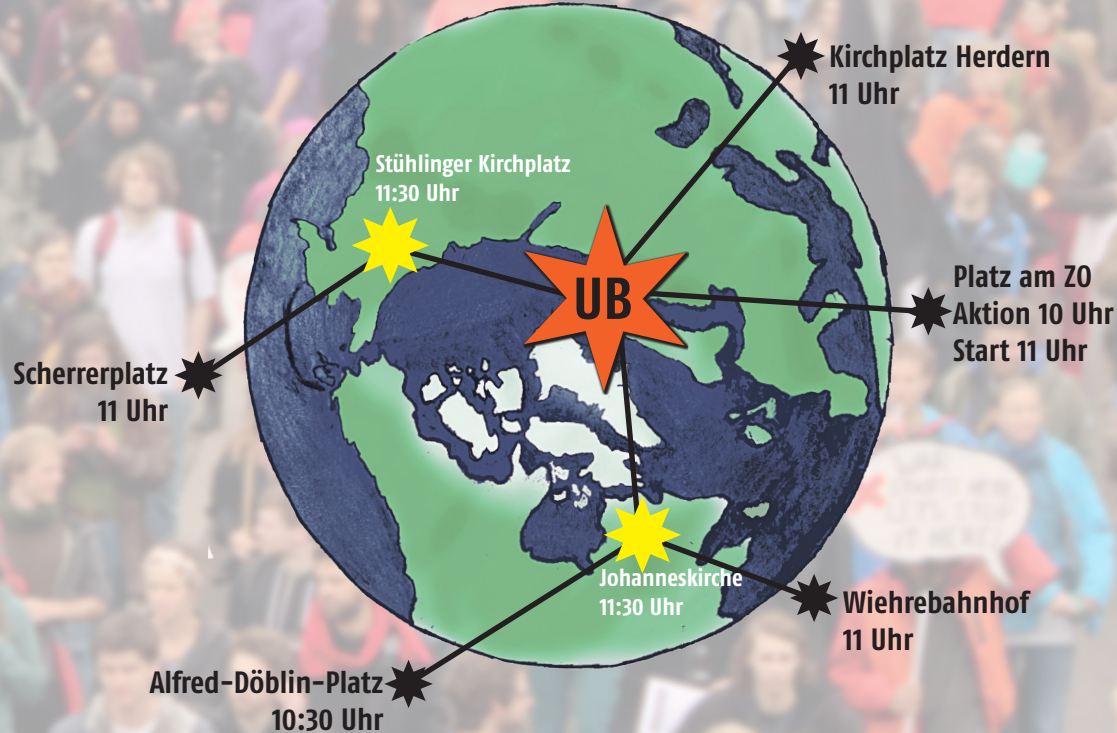 Kirchplatz Herdern
11 Uhr
Stühlinger Kirchplatz
11:30 Uhr
UB
Platz am ZO
Aktion 10 Uhr
Start 11 Uhr
Scherrerplatz
11 Uhr
Johanneskirche
11:30 Uhr
Wiehrebahnhof
11 Uhr
Alfred-Döblin-Platz
10:30 Uhr